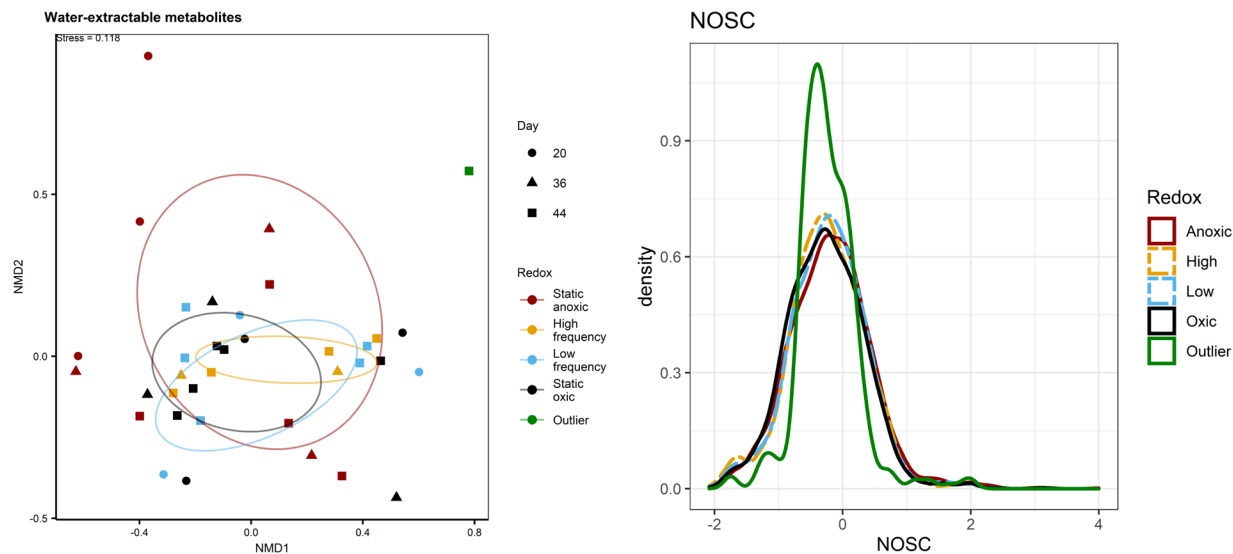 Water-extractable metabolites
Stress = 0.118
0.5
0.0
-0.5
NMD2
-0.4
0.0
0.4
0.8
NMD1
Day
20
36
44
Redox
Static
anoxic
High
frequency
Low
frequency
Static
oxic
Outlier
NOSC
0.9
0.6
0.3
0.0
density
-2
0
2
4
NOSC
Redox
Anoxic
High
Low
Oxic
Outlier